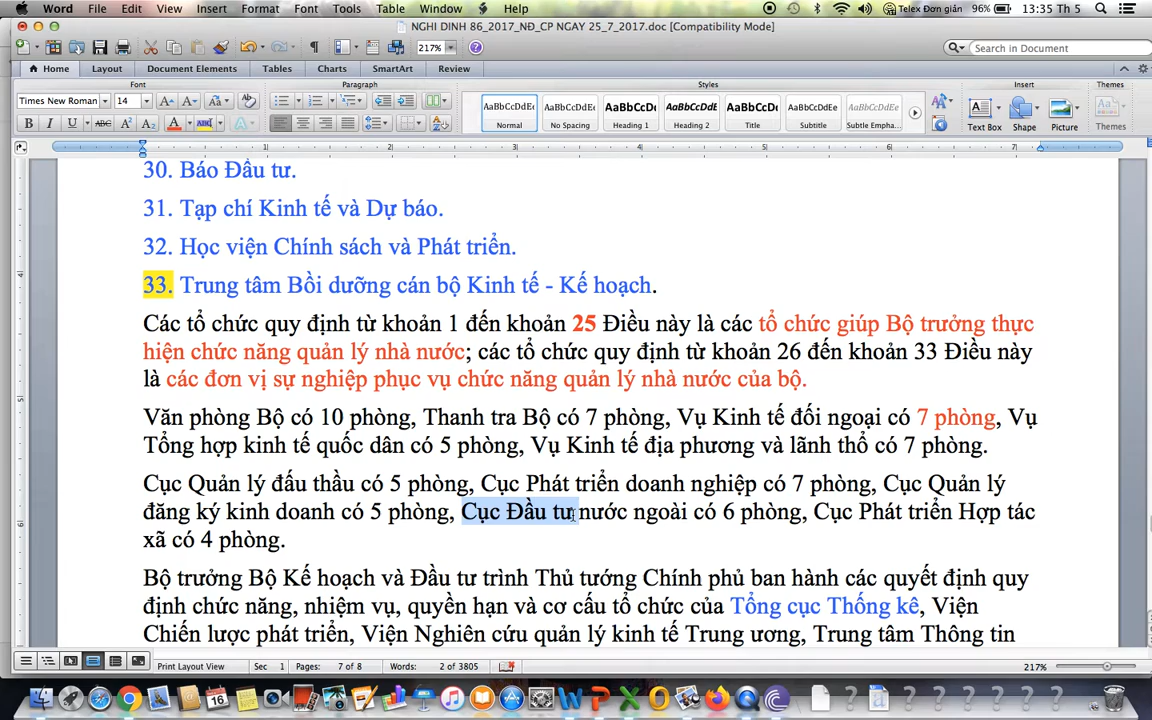 Word File Edit View Insert Format Font Tools Table Window Help Telex Đơn giản 96% 13:35 Th 5
NGHI DINH 86_2017_NĐ_CP NGAY 25_7_2017.doc [Compatibility Mode]
217% Search in Document
Home Layout Document Elements Tables Charts SmartArt Review
Font Paragraph Styles Insert Themes
Times New Roman 14 AaBbCcDdEe AaBbCcDdEe AaBbCcDc AaBbCcDdE AaBbCcDc AaBbCcDdEe AaBbCcDdEe
Normal No Spacing Heading 1 Heading 2 Title Subtitle Subtle Empha... Text Box Shape Picture Themes
30. Báo Đầu tư.
31. Tạp chí Kinh tế và Dự báo.
32. Học viện Chính sách và Phát triển.
33. Trung tâm Bồi dưỡng cán bộ Kinh tế - Kế hoạch.
Các tổ chức quy định từ khoản 1 đến khoản 25 Điều này là các tổ chức giúp Bộ trưởng thực
hiện chức năng quản lý nhà nước; các tổ chức quy định từ khoản 26 đến khoản 33 Điều này
là các đơn vị sự nghiệp phục vụ chức năng quản lý nhà nước của bộ.
Văn phòng Bộ có 10 phòng, Thanh tra Bộ có 7 phòng, Vụ Kinh tế đối ngoại có 7 phòng, Vụ
Tổng hợp kinh tế quốc dân có 5 phòng, Vụ Kinh tế địa phương và lãnh thổ có 7 phòng.
Cục Quản lý đấu thầu có 5 phòng, Cục Phát triển doanh nghiệp có 7 phòng, Cục Quản lý
đăng ký kinh doanh có 5 phòng, Cục Đầu tư nước ngoài có 6 phòng, Cục Phát triển Hợp tác
xã có 4 phòng.
Bộ trưởng Bộ Kế hoạch và Đầu tư trình Thủ tướng Chính phủ ban hành các quyết định quy
định chức năng, nhiệm vụ, quyền hạn và cơ cấu tổ chức của Tổng cục Thống kê, Viện
Chiến lược phát triển, Viện Nghiên cứu quản lý kinh tế Trung ương, Trung tâm Thông tin
Print Layout View Sec 1 Pages: 7 of 8 Words: 2 of 3805 217%